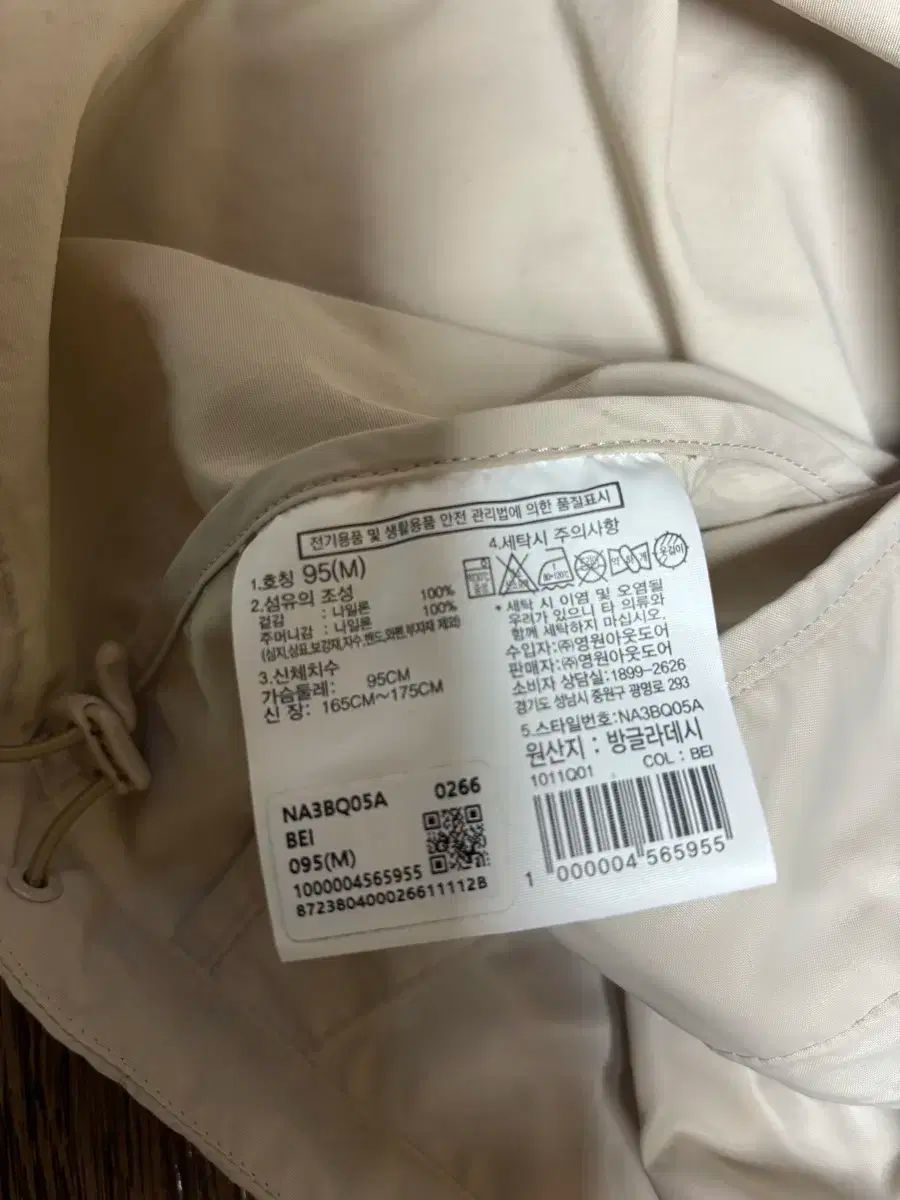 전기용품 및 생활용품 안전 관리법에 의한 품질표시
1.호칭 95(M)
2.섬유의 조성
겉감 : 나일론 100%
주머니감 : 나일론 100%
(심지,상표,보강재,자수,밴드,와펜,부자재 제외)
3.신체치수
가슴둘레: 95CM
신 장: 165CM~175CM
4.세탁시 주의사항
옷걸이
* 세탁 시 이염 및 오염될
우려가 있으니 타 의류와
함께 세탁하지 마십시오.
수입자:㈜영원아웃도어
판매자:㈜영원아웃도어
소비자 상담실:1899-2626
경기도 성남시 중원구 광명로 293
5.스타일번호:NA3BQ05A
원산지 : 방글라데시
1011Q01 COL : BEI
1 000004 565955
NA3BQ05A 0266
BEI
095(M)
1000004565955
872380400026611112B